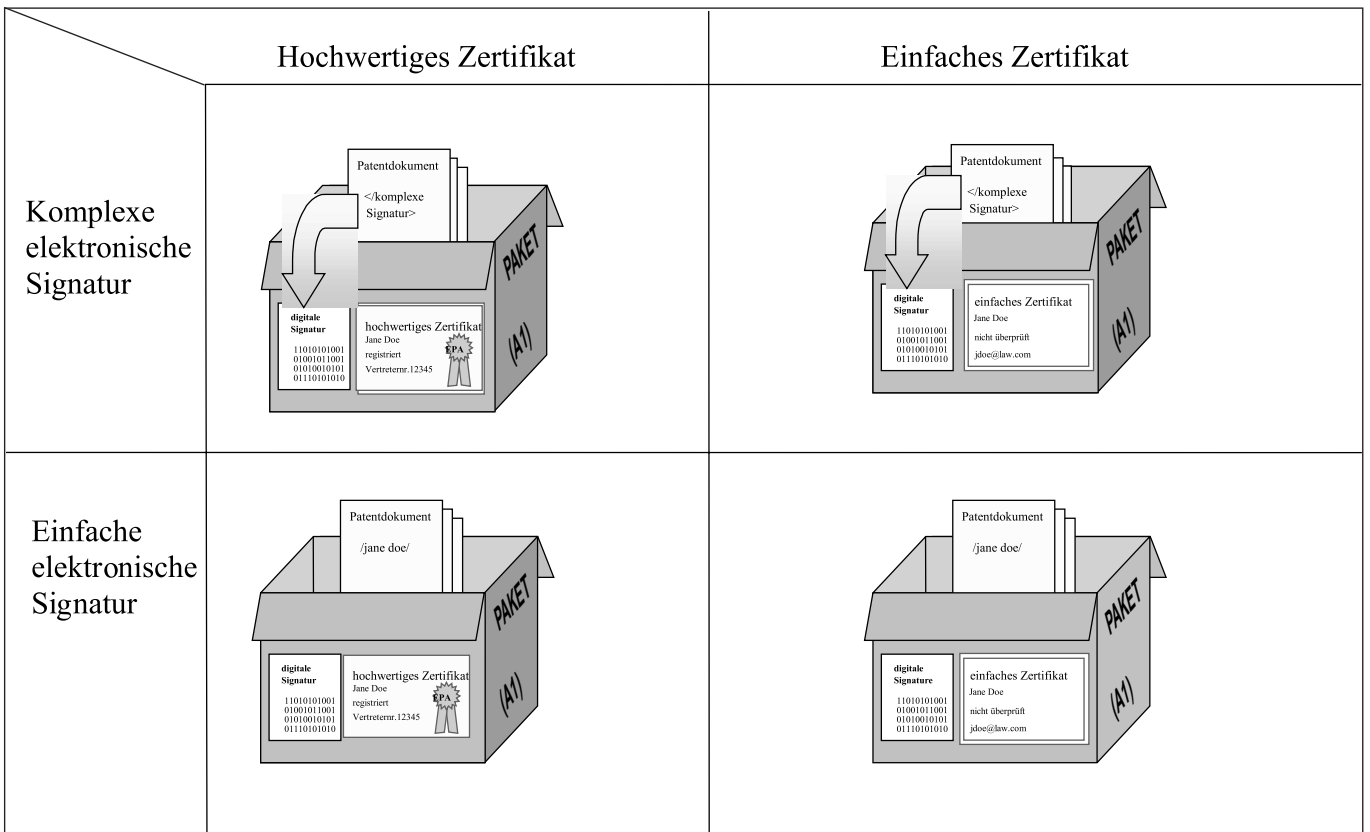 Hochwertiges Zertifikat
Einfaches Zertifikat
Komplexe
elektronische
Signatur
Patentdokument
</komplexe
Signatur>
PAKET
(A1)
digitale
Signatur
11010101001
01001011001
01010010101
01110101010
hochwertiges Zertifikat
Jane Doe
registriert
Vertreternr.12345
EPA
Patentdokument
</komplexe
Signatur>
PAKET
(A1)
digitale
Signatur
11010101001
01001011001
01010010101
01110101010
einfaches Zertifikat
Jane Doe
nicht überprüft
jdoe@law.com
Einfache
elektronische
Signatur
Patentdokument
/jane doe/
PAKET
(A1)
digitale
Signatur
11010101001
01001011001
01010010101
01110101010
hochwertiges Zertifikat
Jane Doe
registriert
Vertreternr.12345
EPA
Patentdokument
/jane doe/
PAKET
(A1)
digitale
Signature
11010101001
01001011001
01010010101
01110101010
einfaches Zertifikat
Jane Doe
nicht überprüft
jdoe@law.com